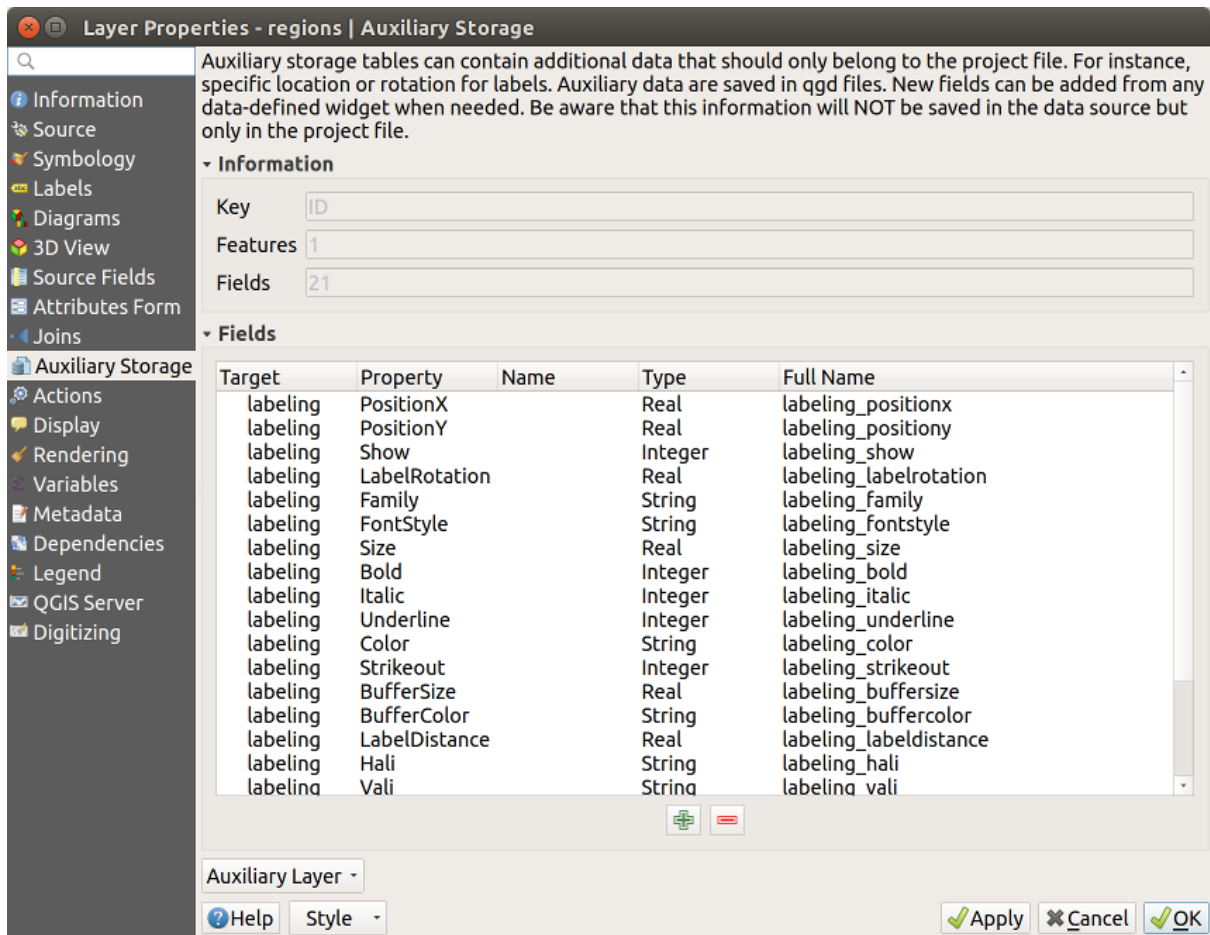 Layer Properties - regions | Auxiliary Storage
Information
Source
Symbology
Labels
Diagrams
3D View
Source Fields
Attributes Form
Joins
Auxiliary Storage
Actions
Display
Rendering
Variables
Metadata
Dependencies
Legend
QGIS Server
Digitizing
Auxiliary storage tables can contain additional data that should only belong to the project file. For instance,
specific location or rotation for labels. Auxiliary data are saved in qgd files. New fields can be added from any
data-defined widget when needed. Be aware that this information will NOT be saved in the data source but
only in the project file.
Information
Key ID
Features 1
Fields 21
Fields
Target Property Name Type Full Name
labeling PositionX Real labeling_positionx
labeling PositionY Real labeling_positiony
labeling Show Integer labeling_show
labeling LabelRotation Real labeling_labelrotation
labeling Family String labeling_family
labeling FontStyle String labeling_fontstyle
labeling Size Real labeling_size
labeling Bold Integer labeling_bold
labeling Italic Integer labeling_italic
labeling Underline Integer labeling_underline
labeling Color String labeling_color
labeling Strikeout Integer labeling_strikeout
labeling BufferSize Real labeling_buffersize
labeling BufferColor String labeling_buffercolor
labeling LabelDistance Real labeling_labeldistance
labeling Hali String labeling_hali
labeling Vali String labeling_vali
Auxiliary Layer
Help Style Apply Cancel OK